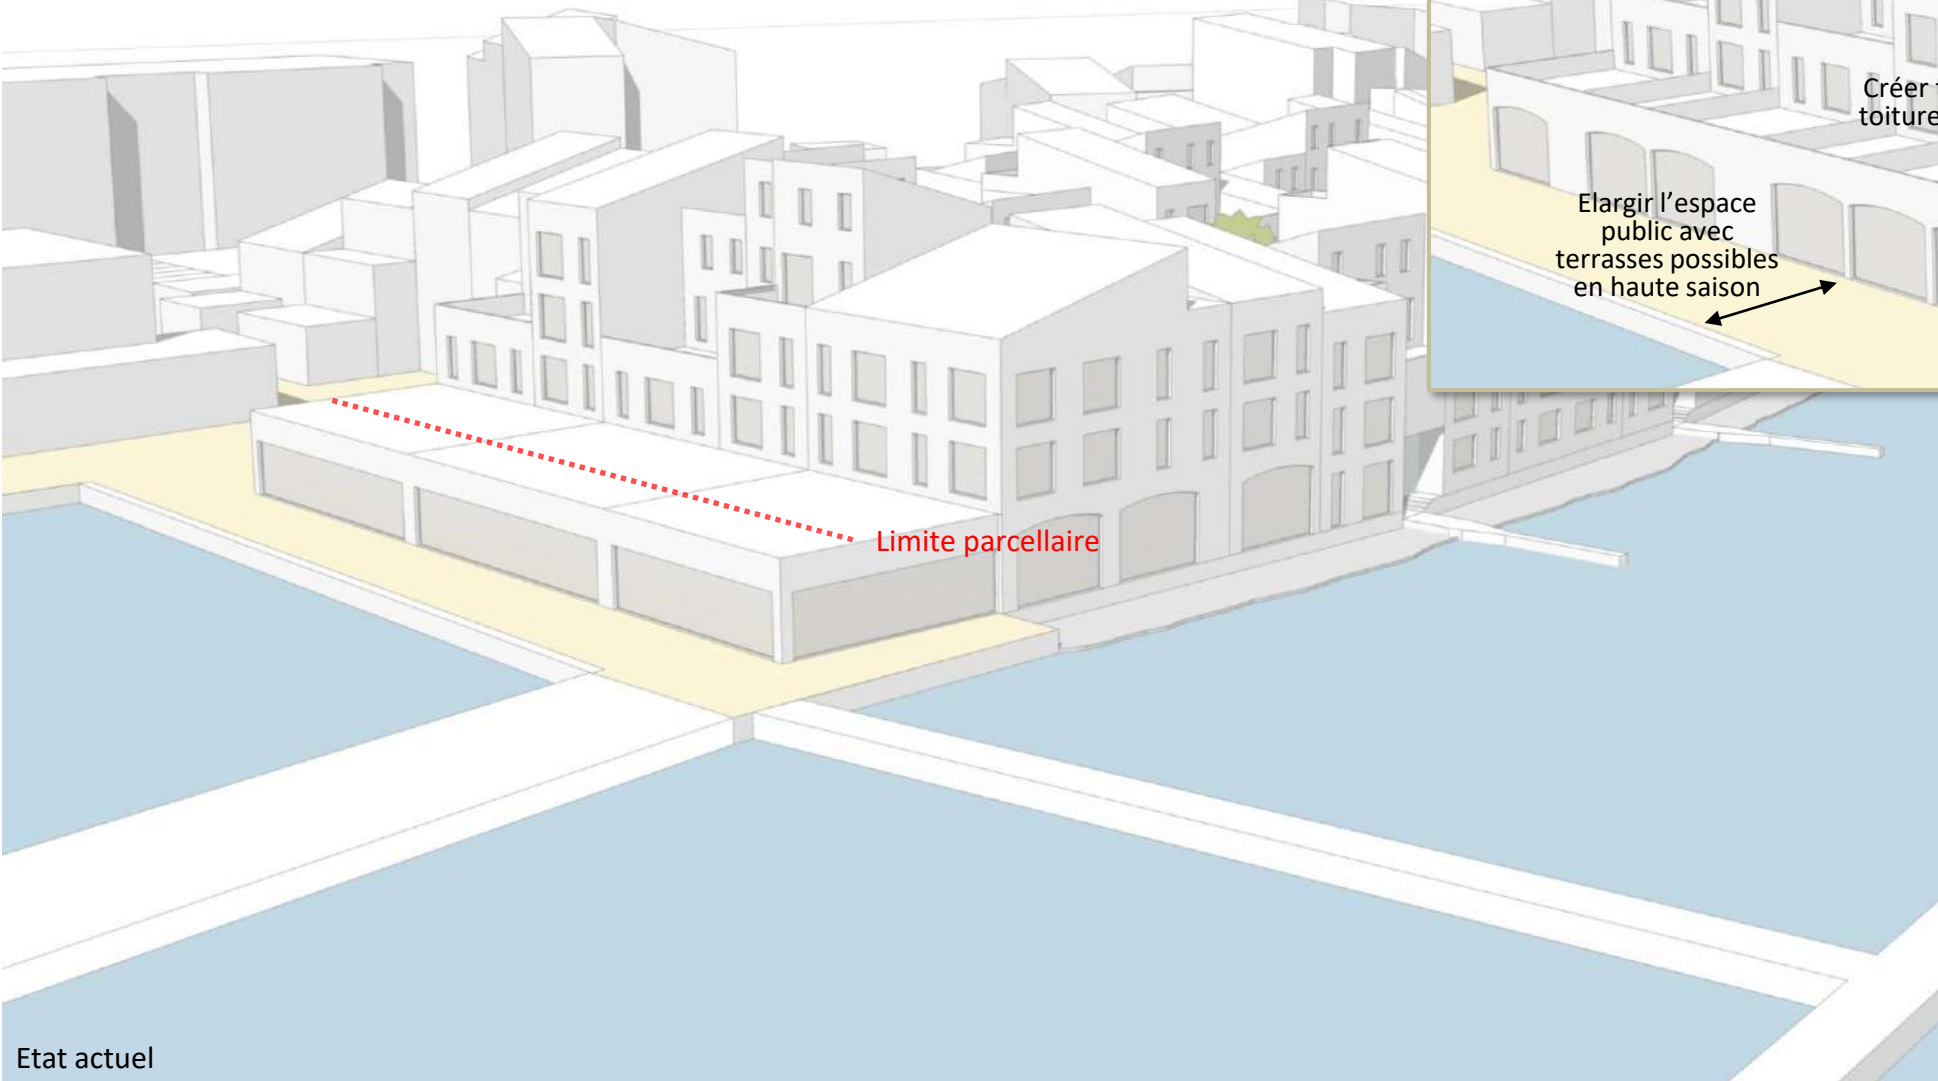 Créer
toiture
Elargir l'espace
public avec
terrasses possibles
en haute saison
Limite parcellaire
Etat actuel